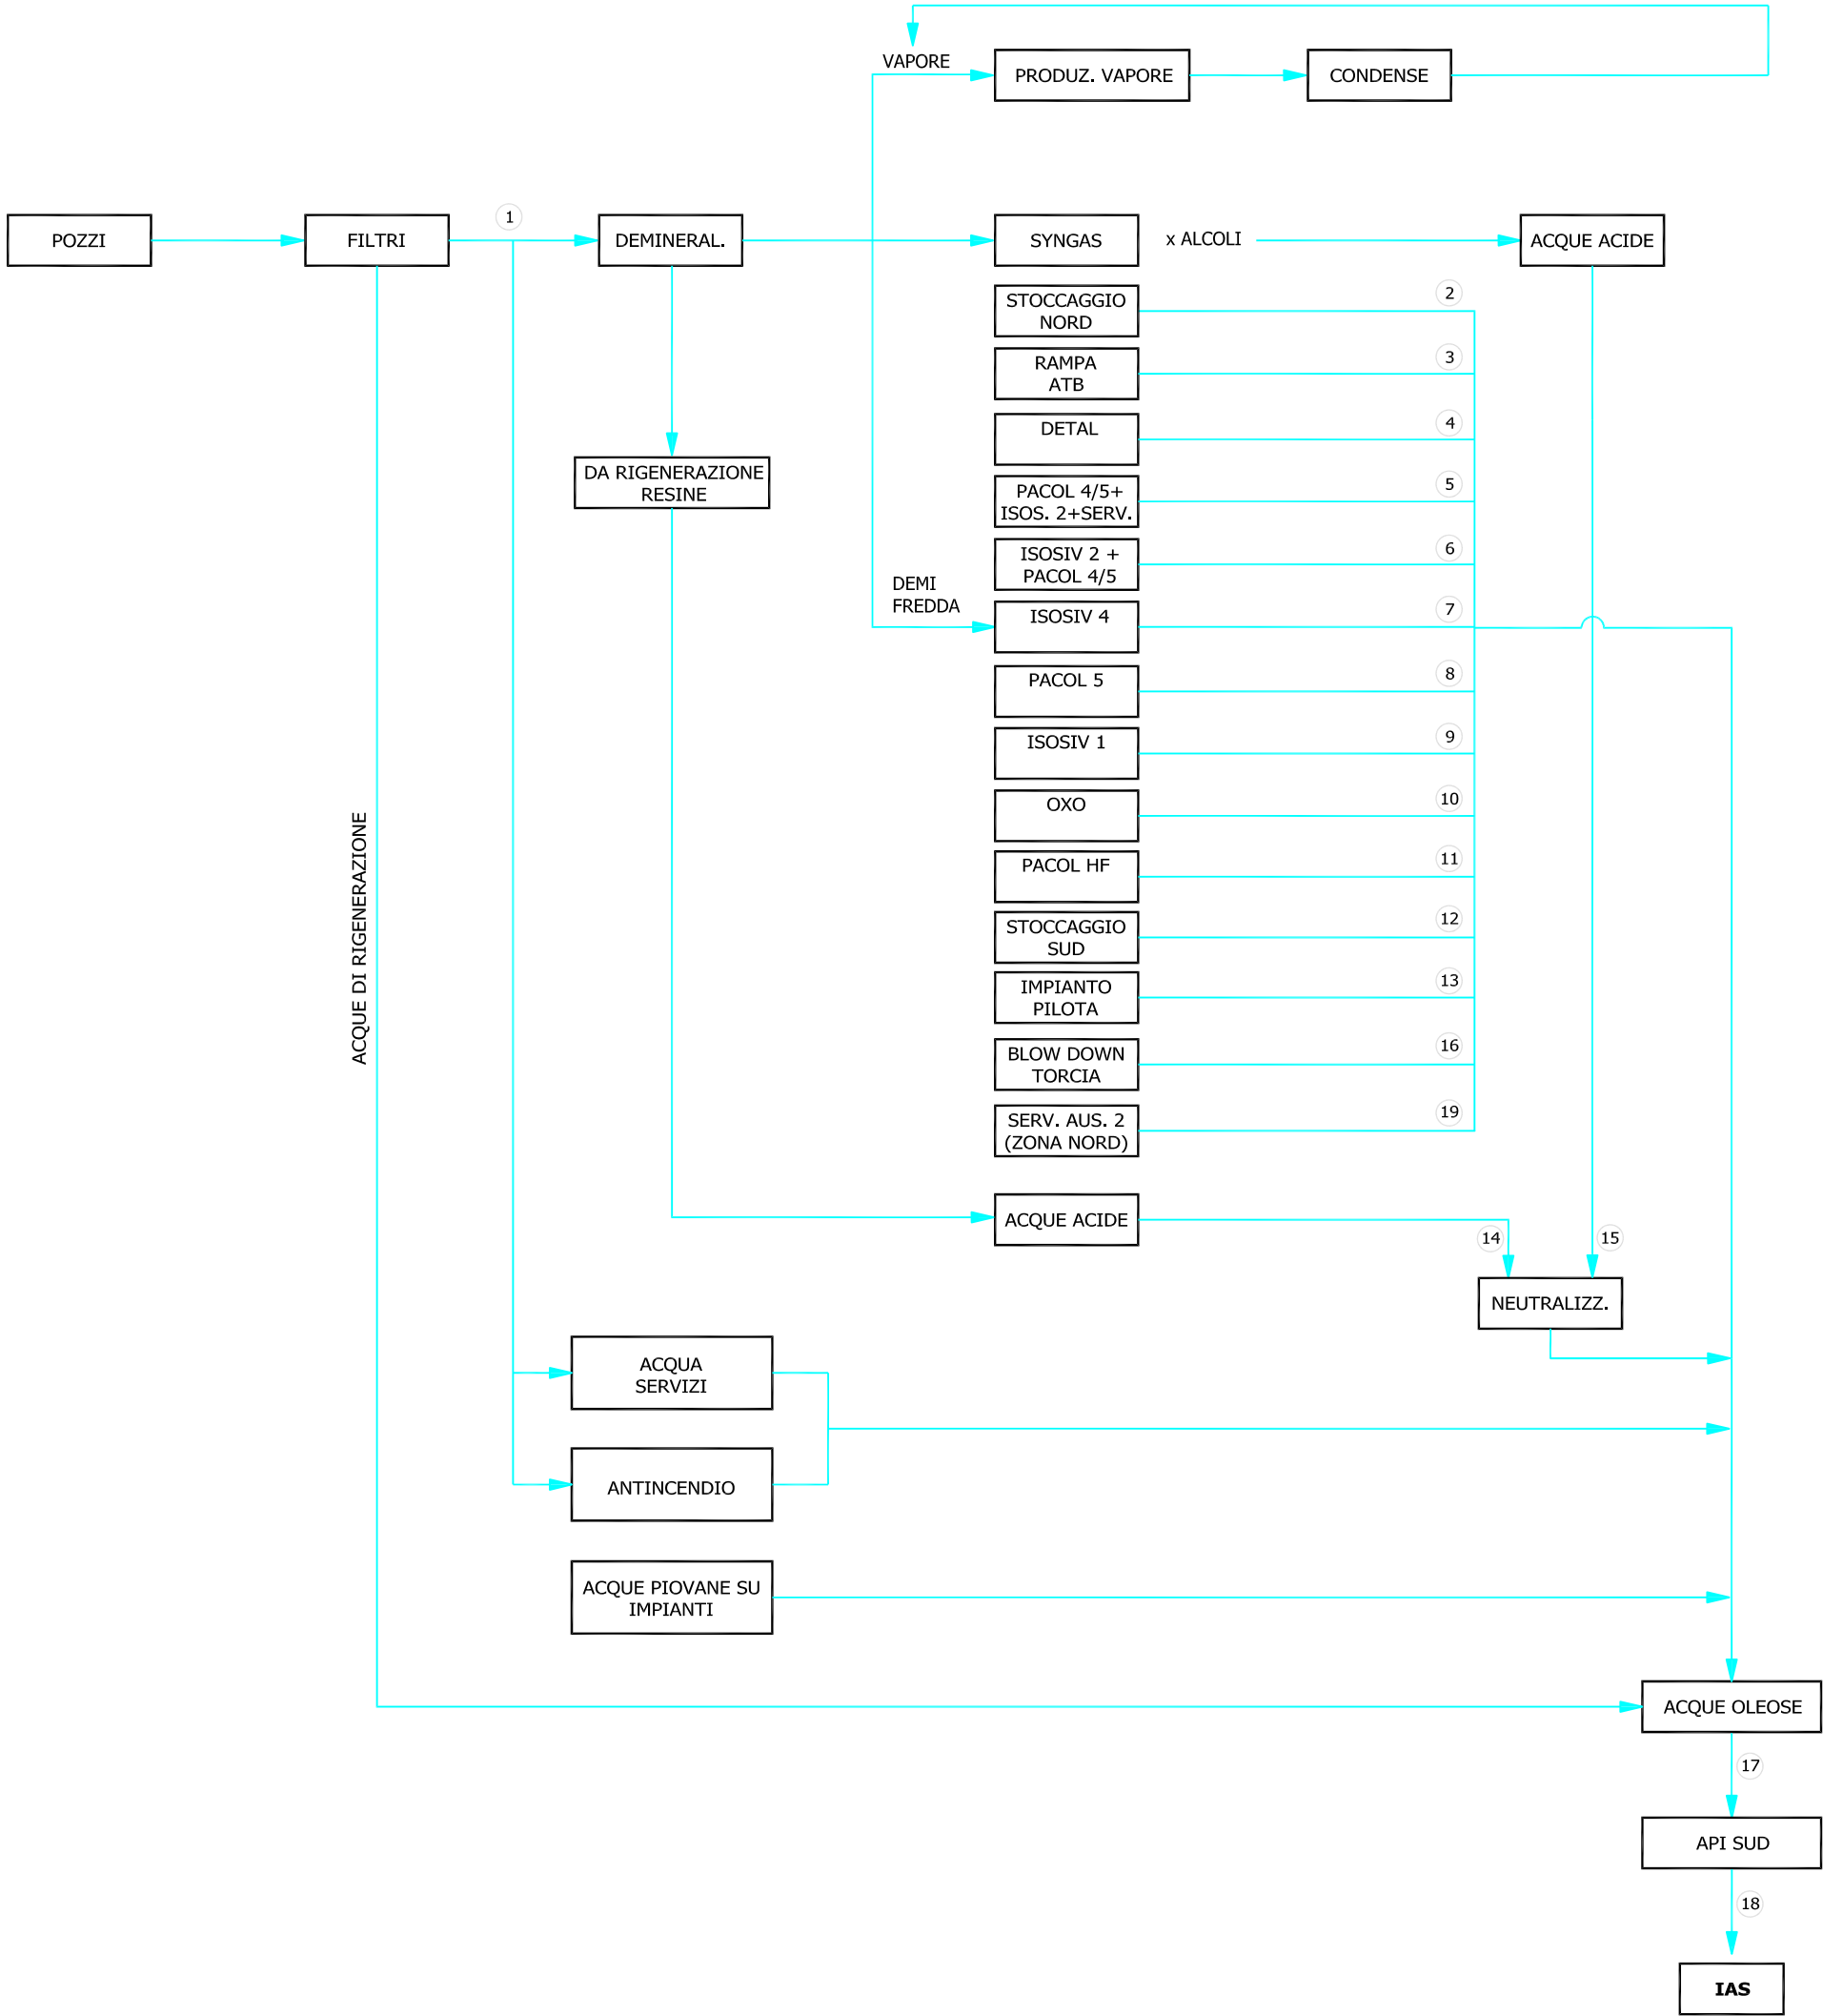 VAPORE
PRODUZ. VAPORE
CONDENSE
1
POZZI
FILTRI
DEMINERAL.
SYNGAS
x ALCOLI
ACQUE ACIDE
STOCCAGGIO
NORD
2
RAMPA
ATB
3
DETAL
4
DA RIGENERAZIONE
RESINE
PACOL 4/5+
ISOS. 2+SERV.
5
ISOSIV 2 +
PACOL 4/5
6
DEMI
FREDDA
ISOSIV 4
7
PACOL 5
8
ISOSIV 1
9
OXO
10
PACOL HF
11
ACQUE DI RIGENERAZIONE
STOCCAGGIO
SUD
12
IMPIANTO
PILOTA
13
BLOW DOWN
TORCIA
16
SERV. AUS. 2
(ZONA NORD)
19
ACQUE ACIDE
14
15
NEUTRALIZZ.
ACQUA
SERVIZI
ANTINCENDIO
ACQUE PIOVANE SU
IMPIANTI
ACQUE OLEOSE
17
API SUD
18
IAS